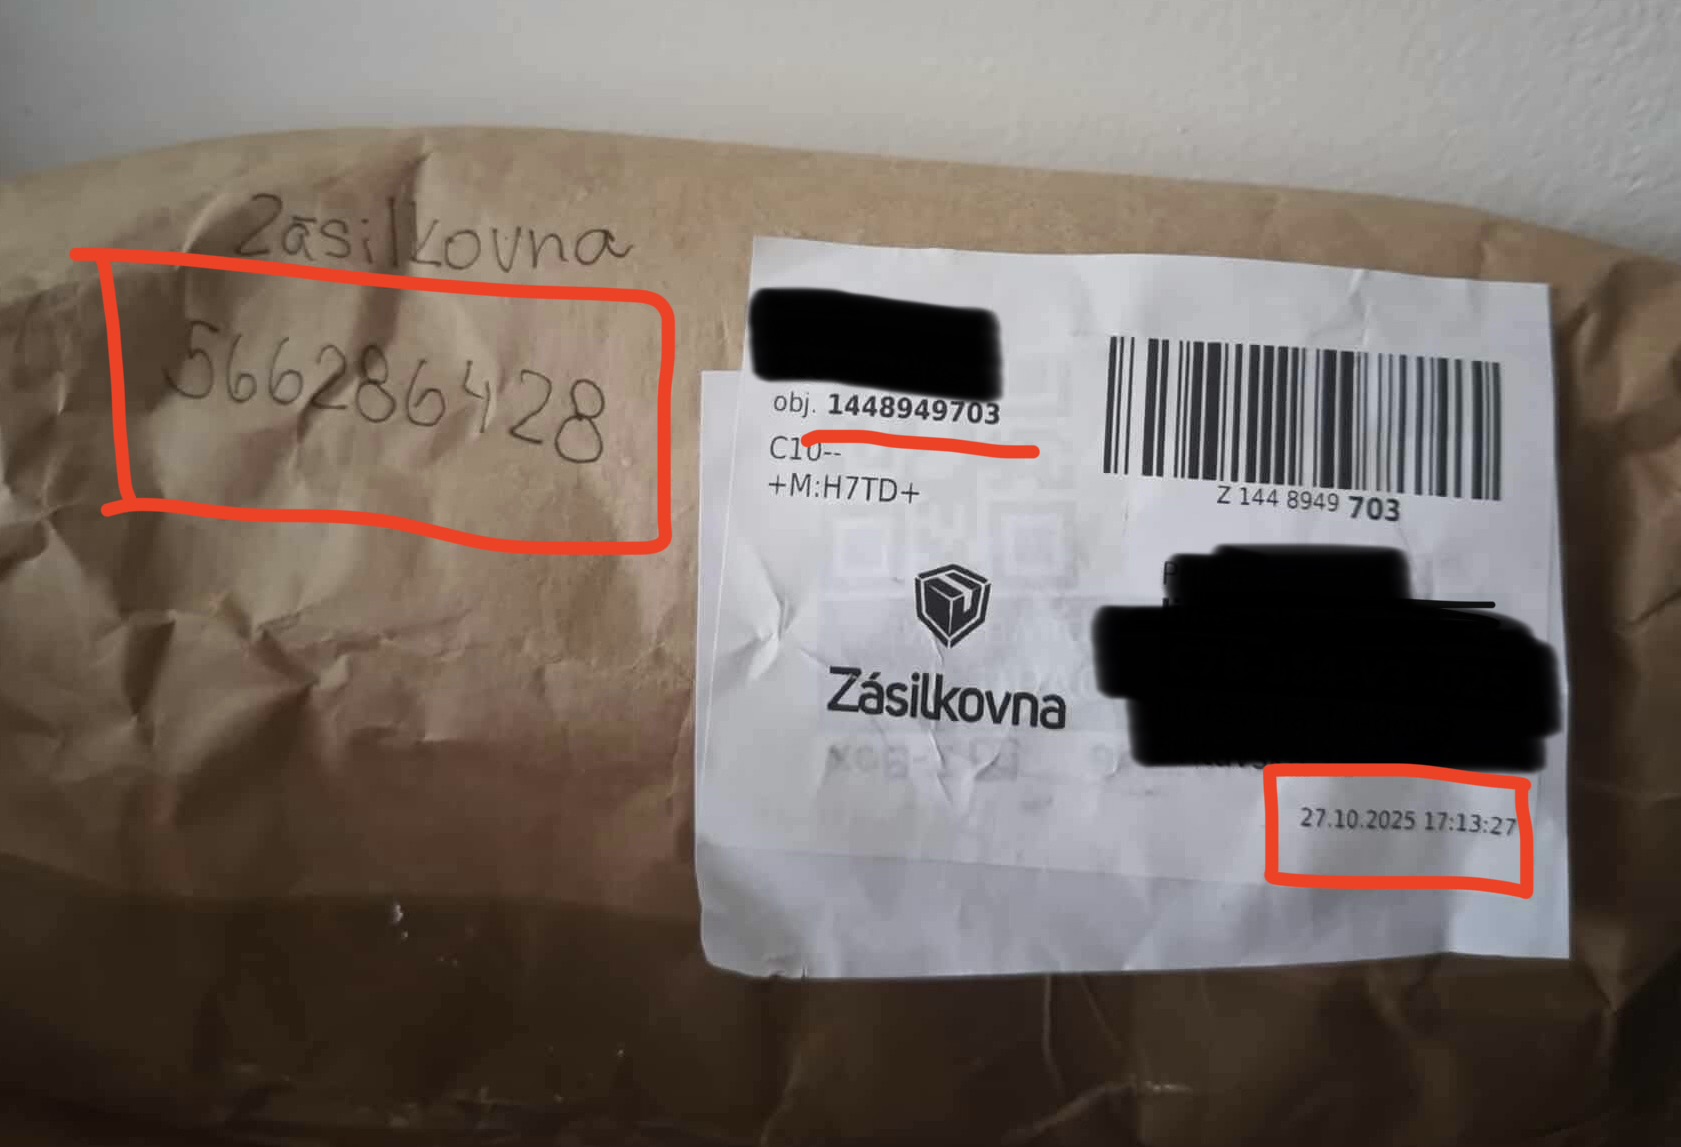 Zásilkovna
566286428
obj. 1448949703
C10--
+M:H7TD+
Z 144 8949 703
Zásilkovna
27.10.2025 17:13:27